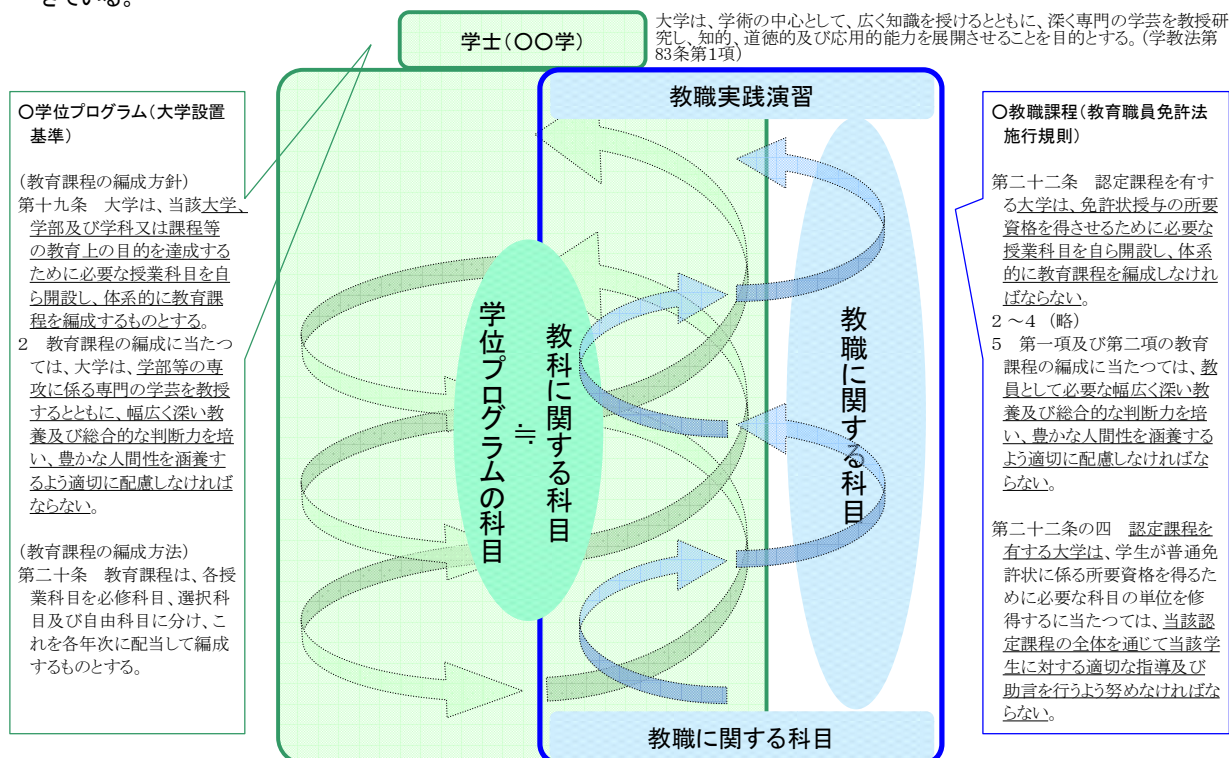 きている。
学士(〇〇学)
大学は、学術の中心として、広く知識を授けるとともに、深く専門の学芸を教授研
究し、知的、道徳的及び応用的能力を展開させることを目的とする。(学教法第
83条第1項)
〇学位プログラム(大学設置
基準)
(教育課程の編成方針)
第十九条　大学は、当該大学、
学部及び学科又は課程等
の教育上の目的を達成する
ために必要な授業科目を自
ら開設し、体系的に教育課
程を編成するものとする。
2　教育課程の編成に当たつ
ては、大学は、学部等の専
攻に係る専門の学芸を教授
するとともに、幅広く深い教
養及び総合的な判断力を培
い、豊かな人間性を涵養す
るよう適切に配慮しなければ
ならない。
(教育課程の編成方法)
第二十条　教育課程は、各授
業科目を必修科目、選択科
目及び自由科目に分け、こ
れを各年次に配当して編成
するものとする。
教職実践演習
学位プログラムの科目
≒
教科に関する科目
教職に関する科目
教職に関する科目
〇教職課程(教育職員免許法
施行規則)
第二十二条　認定課程を有す
る大学は、免許状授与の所要
資格を得させるために必要な
授業科目を自ら開設し、体系
的に教育課程を編成しなけれ
ばならない。
2 ～4 (略)
5　第一項及び第二項の教育
課程の編成に当たつては、教
員として必要な幅広く深い教
養及び総合的な判断力を培
い、豊かな人間性を涵養する
よう適切に配慮しなければな
らない。
第二十二条の四　認定課程を
有する大学は、学生が普通免
許状に係る所要資格を得るた
めに必要な科目の単位を修
得するに当たつては、当該認
定課程の全体を通じて当該学
生に対する適切な指導及び
助言を行うよう努めなければな
らない。